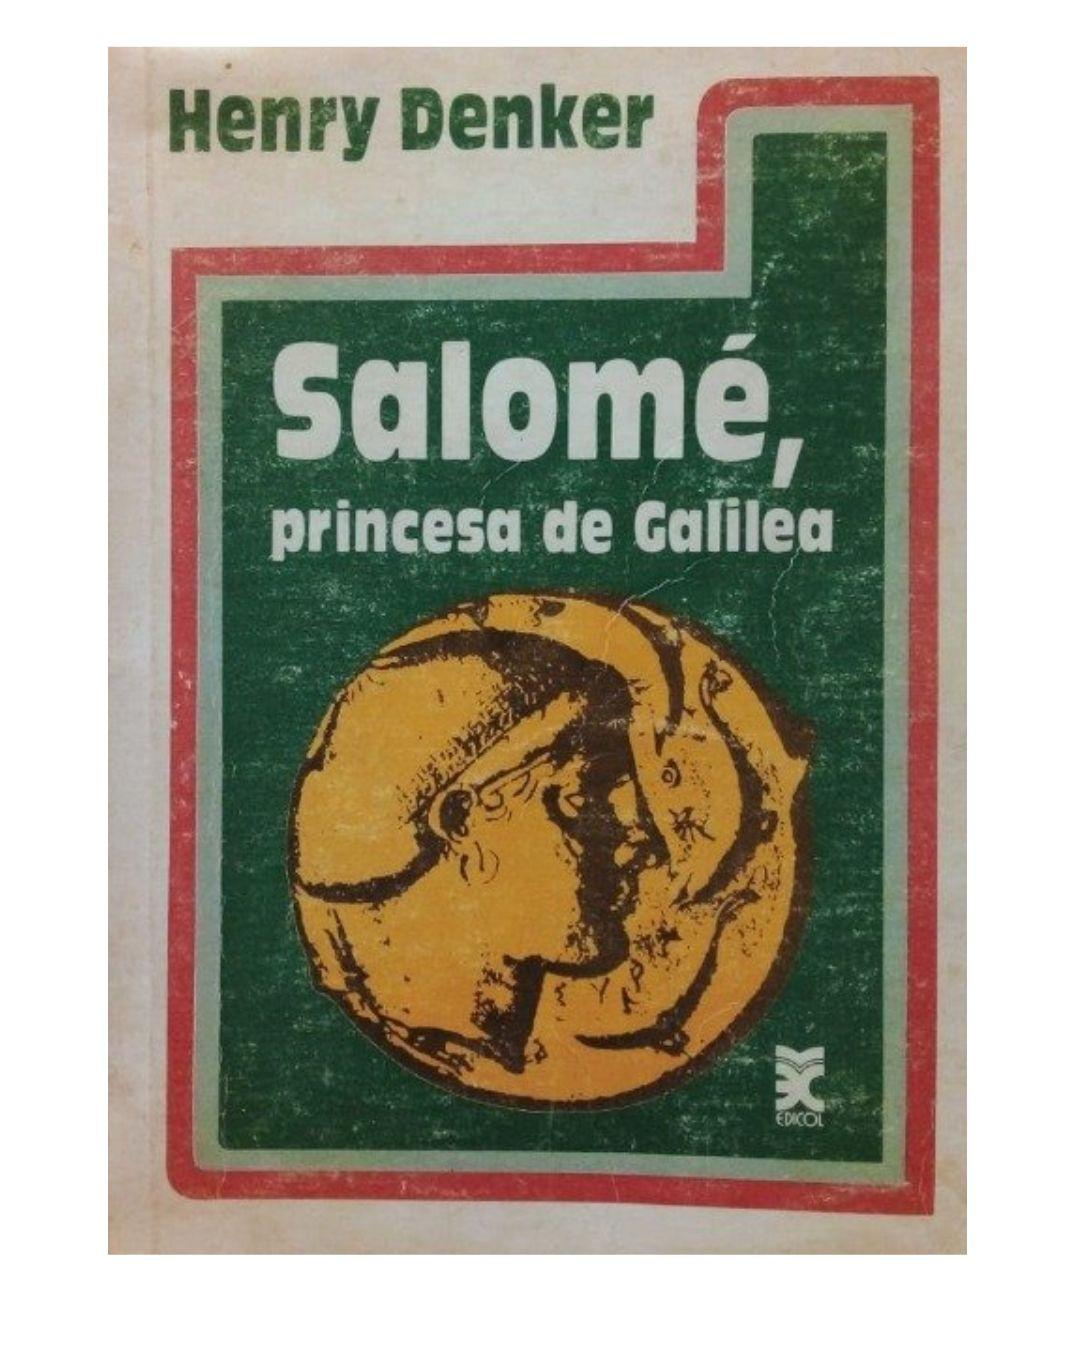 Henry Denker
Salomé,
princesa de Galilea
EDICOL